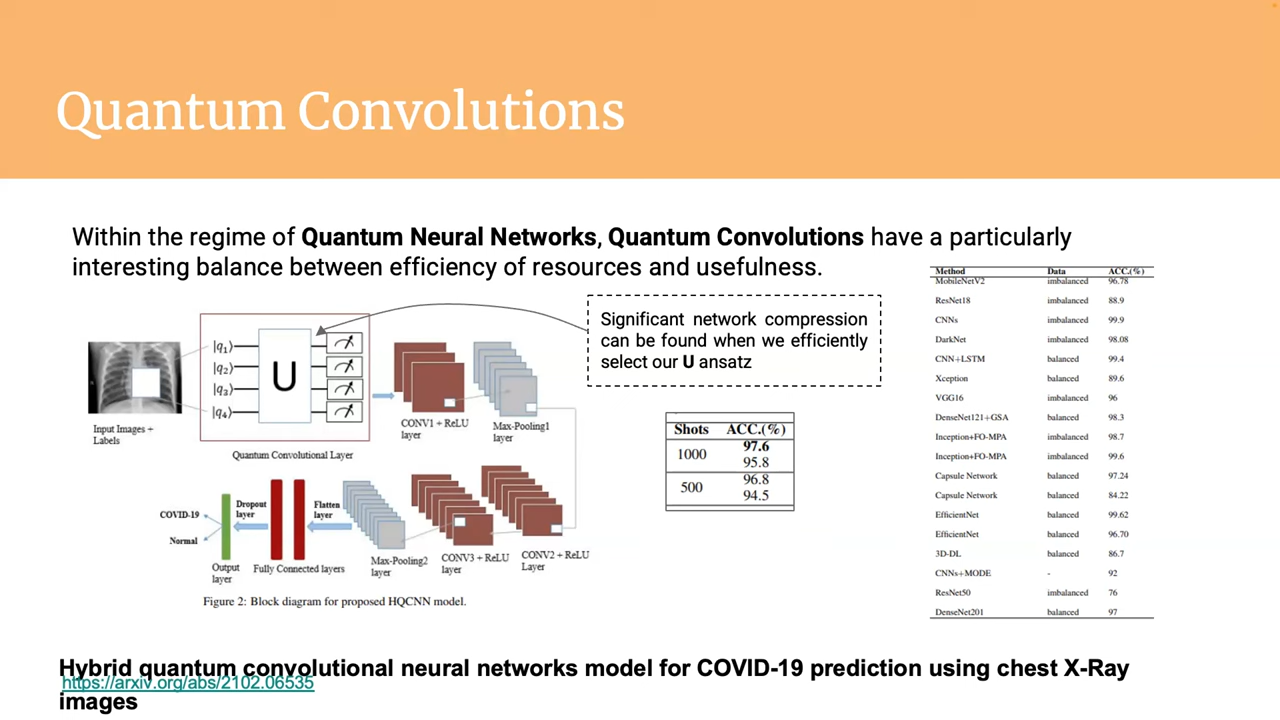 Quantum Convolutions
Within the regime of Quantum Neural Networks, Quantum Convolutions have a particularly
interesting balance between efficiency of resources and usefulness.
Significant network compression
can be found when we efficiently
select our U ansatz
|q₁⟩
|q₂⟩
|q₃⟩
|q₄⟩
U
Input Images +
Labels
Quantum Convolutional Layer
CONV1 + ReLU
layer
Max-Pooling1
layer
COVID-19
Normal
Output
layer
Dropout
layer
Fully Connected layers
Flatten
layer
Max-Pooling2
layer
CONV3 + ReLU
layer
CONV2 + ReLU
Layer
Figure 2: Block diagram for proposed HQCNN model.
Shots ACC.(%)
1000 97.6
95.8
500 96.8
94.5
Method Data ACC.(%)
MobileNetV2 imbalanced 96.78
ResNet18 imbalanced 88.9
CNNs imbalanced 99.9
DarkNet imbalanced 98.08
CNN+LSTM balanced 99.4
Xception balanced 89.6
VGG16 imbalanced 96
DenseNet121+GSA balanced 98.3
Inception+FO-MPA imbalanced 98.7
Inception+FO-MPA imbalanced 99.6
Capsule Network balanced 97.24
Capsule Network balanced 84.22
EfficientNet balanced 99.62
EfficientNet balanced 96.70
3D-DL balanced 86.7
CNNs+MODE - 92
ResNet50 imbalanced 76
DenseNet201 balanced 97
Hybrid quantum convolutional neural networks model for COVID-19 prediction using chest X-Ray
https://arxiv.org/abs/2102.06535
images